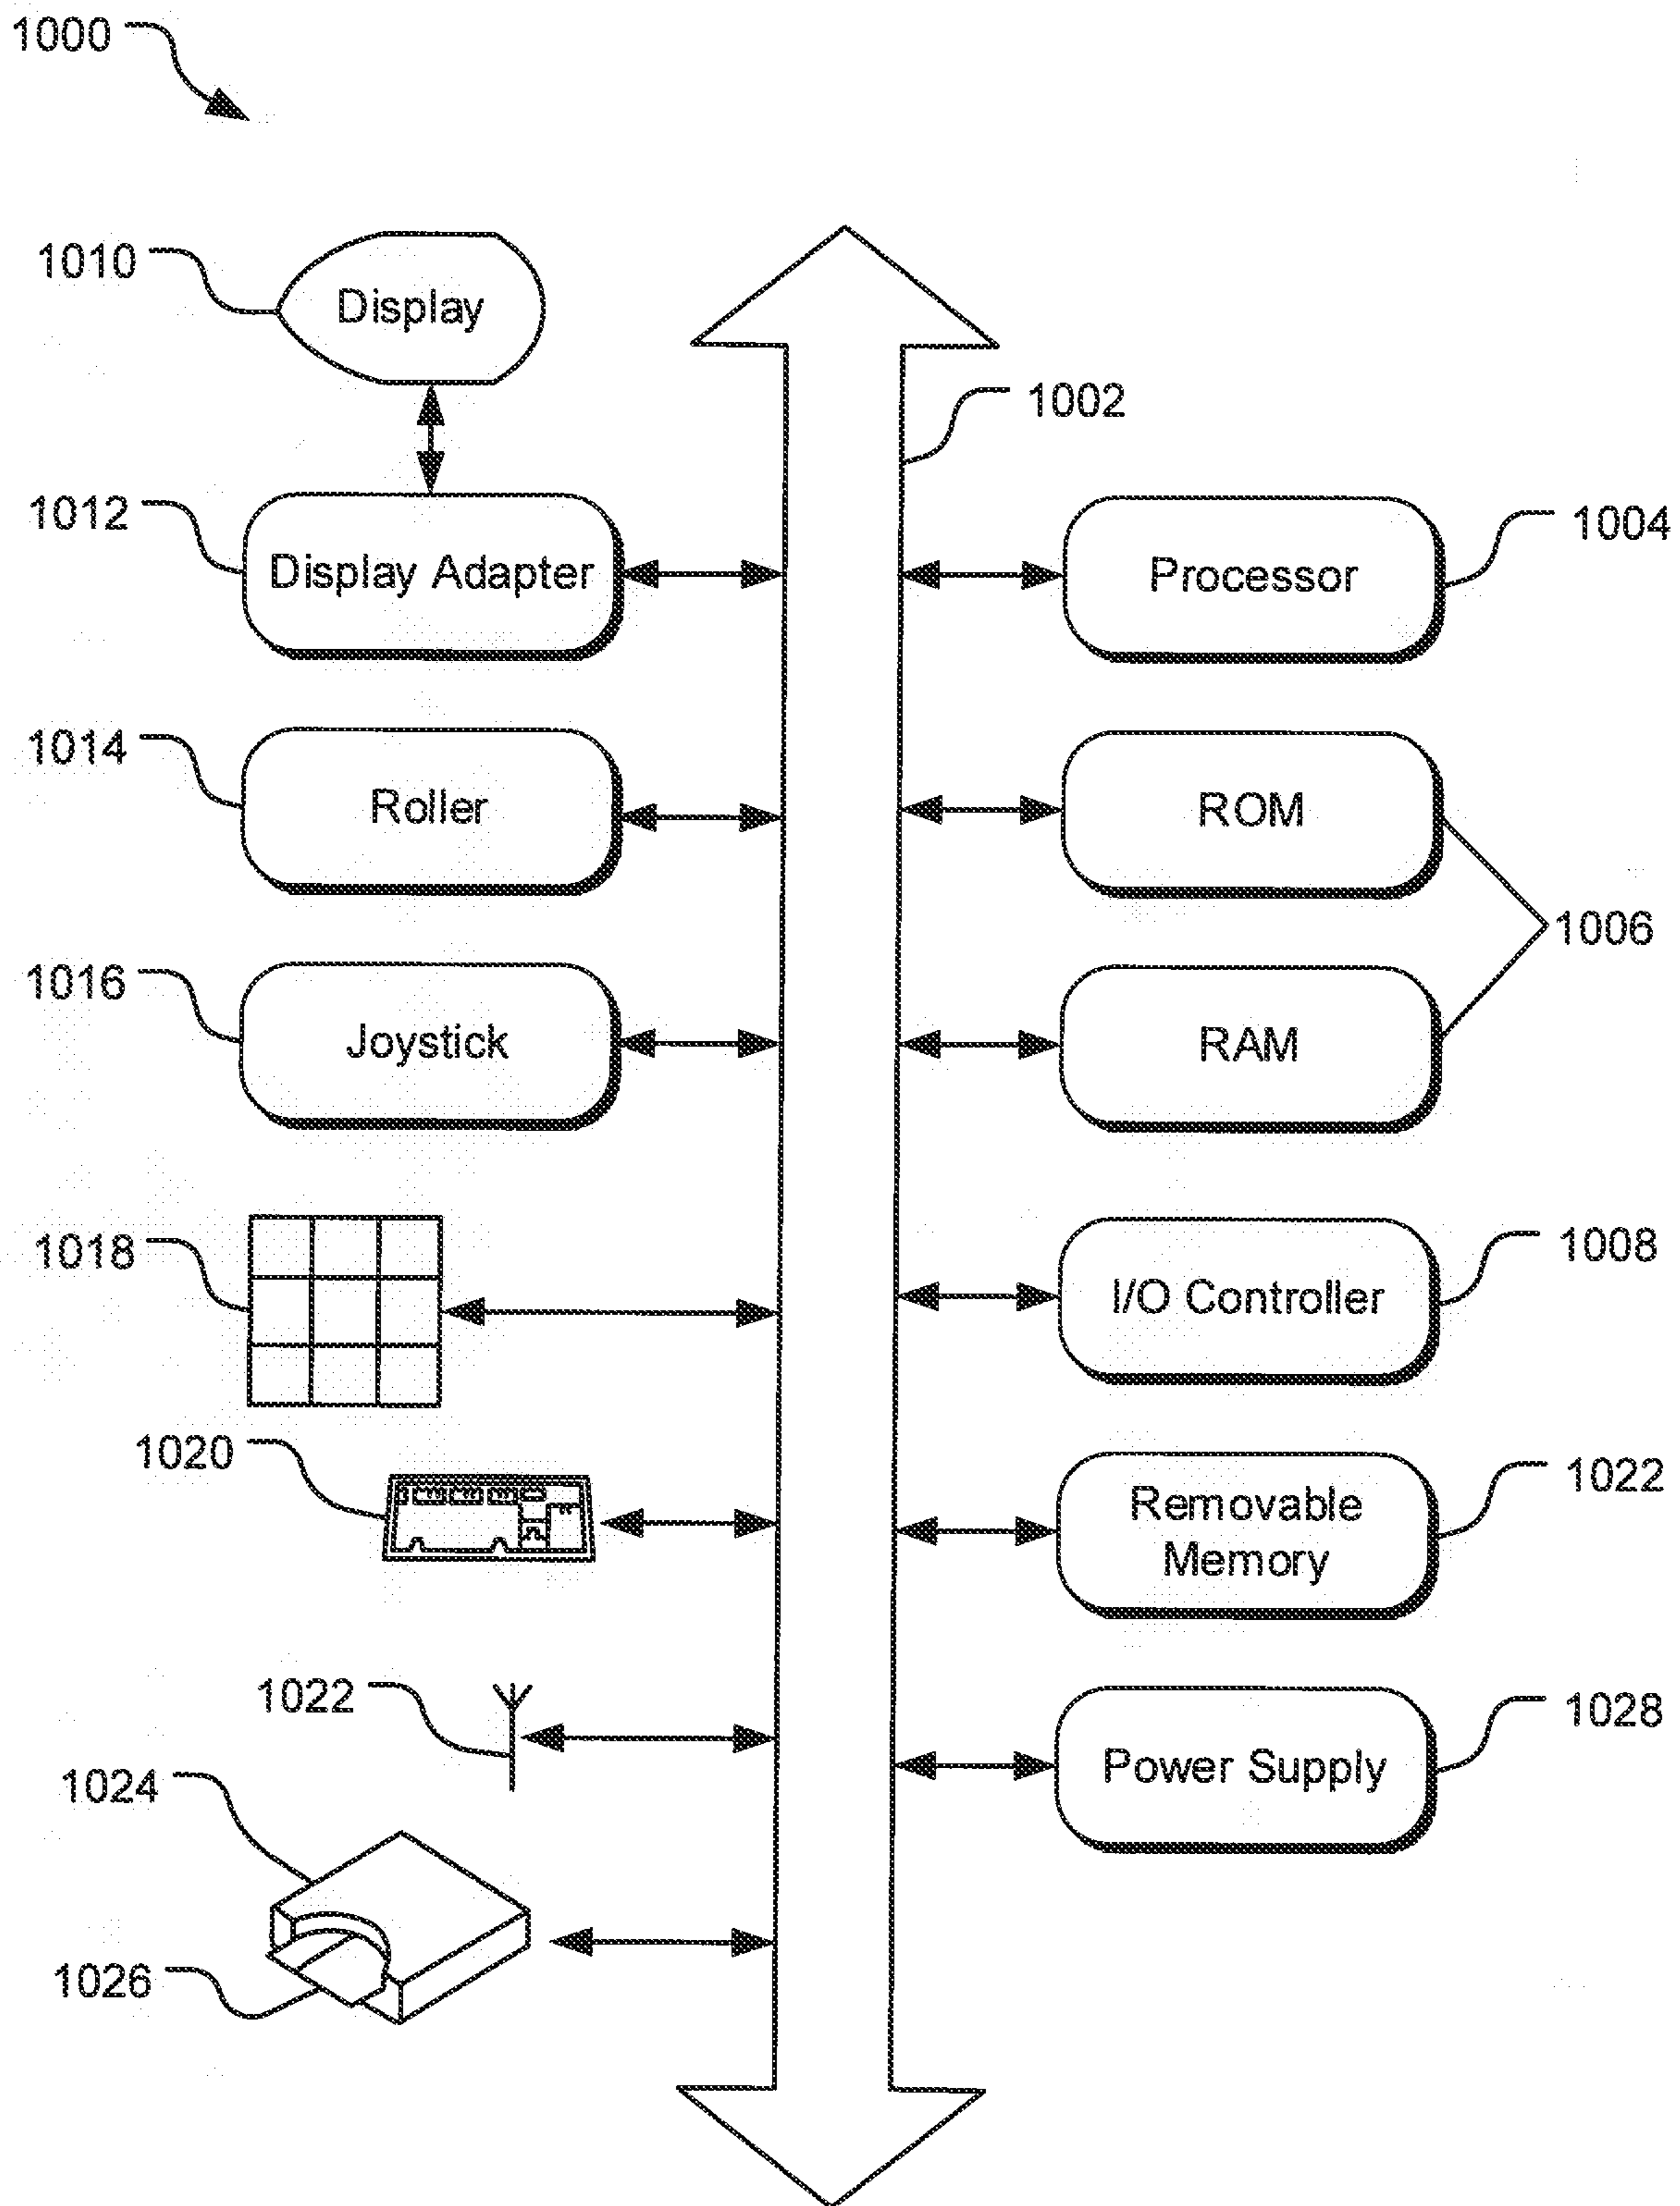 1000
1010
Display
1002
1012
Display Adapter
Processor
1004
1014
Roller
ROM
1006
1016
Joystick
RAM
1018
I/O Controller
1008
1020
Removable
Memory
1022
1022
Power Supply
1028
1024
1026